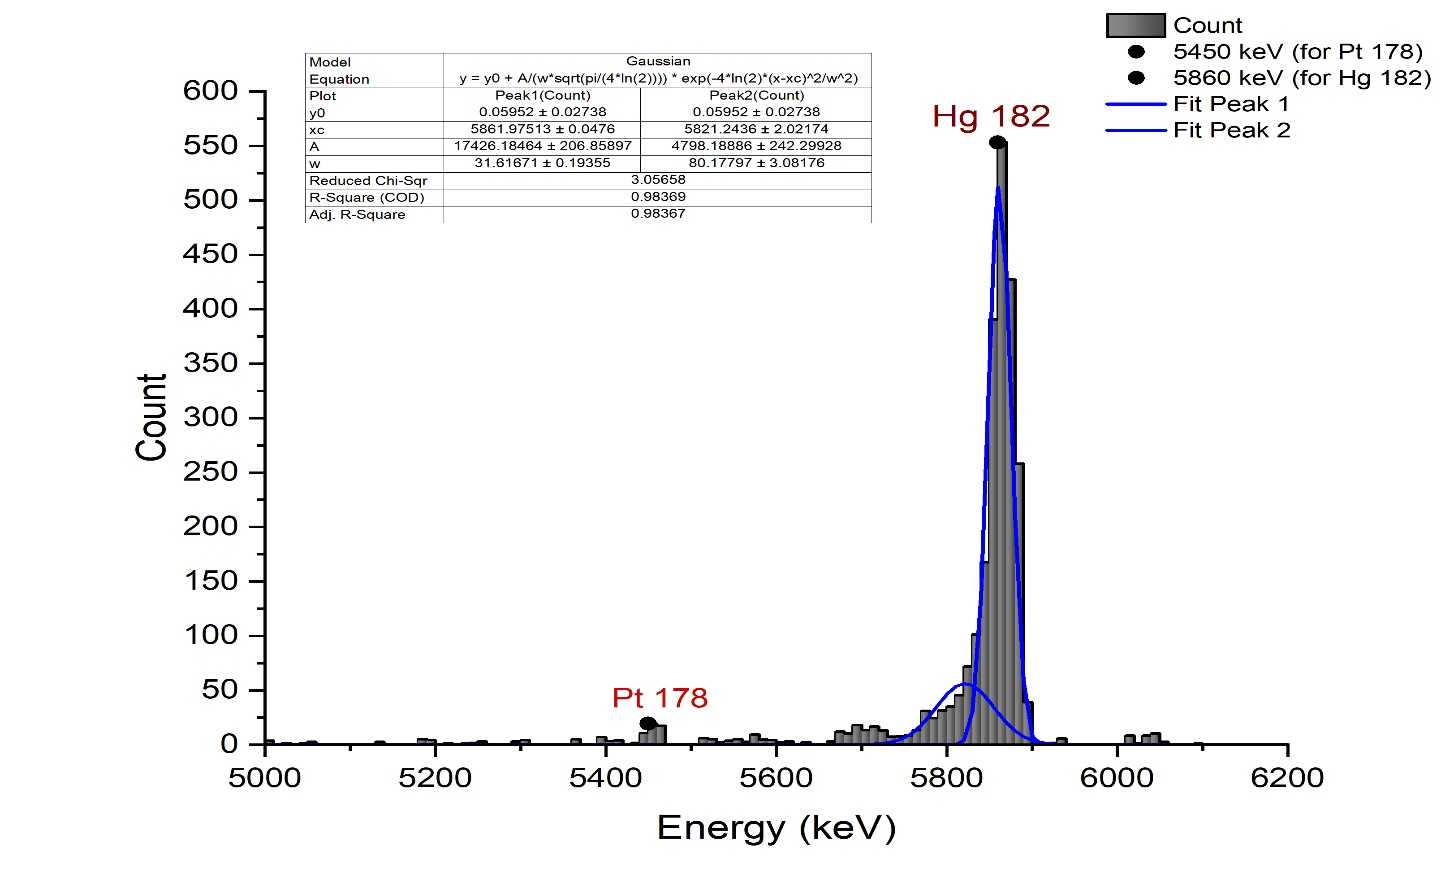 Count
5450 keV (for Pt 178)
5860 keV (for Hg 182)
Fit Peak 1
Fit Peak 2
Model Gaussian
Equation y = y0 + A/(w*sqrt(pi/(4*ln(2)))) * exp(-4*ln(2)*(x-xc)^2/w^2)
Plot Peak1(Count) Peak2(Count)
y0 0.05952 ± 0.02738 0.05952 ± 0.02738
xc 5861.97513 ± 0.0476 5821.2436 ± 2.02174
A 17426.18464 ± 206.85897 4798.18886 ± 242.29928
w 31.61671 ± 0.19355 80.17797 ± 3.08176
Reduced Chi-Sqr 3.05658
R-Square (COD) 0.98369
Adj. R-Square 0.98367
Hg 182
Pt 178
600
550
500
450
400
350
300
250
200
150
100
50
0
Count
5000 5200 5400 5600 5800 6000 6200
Energy (keV)